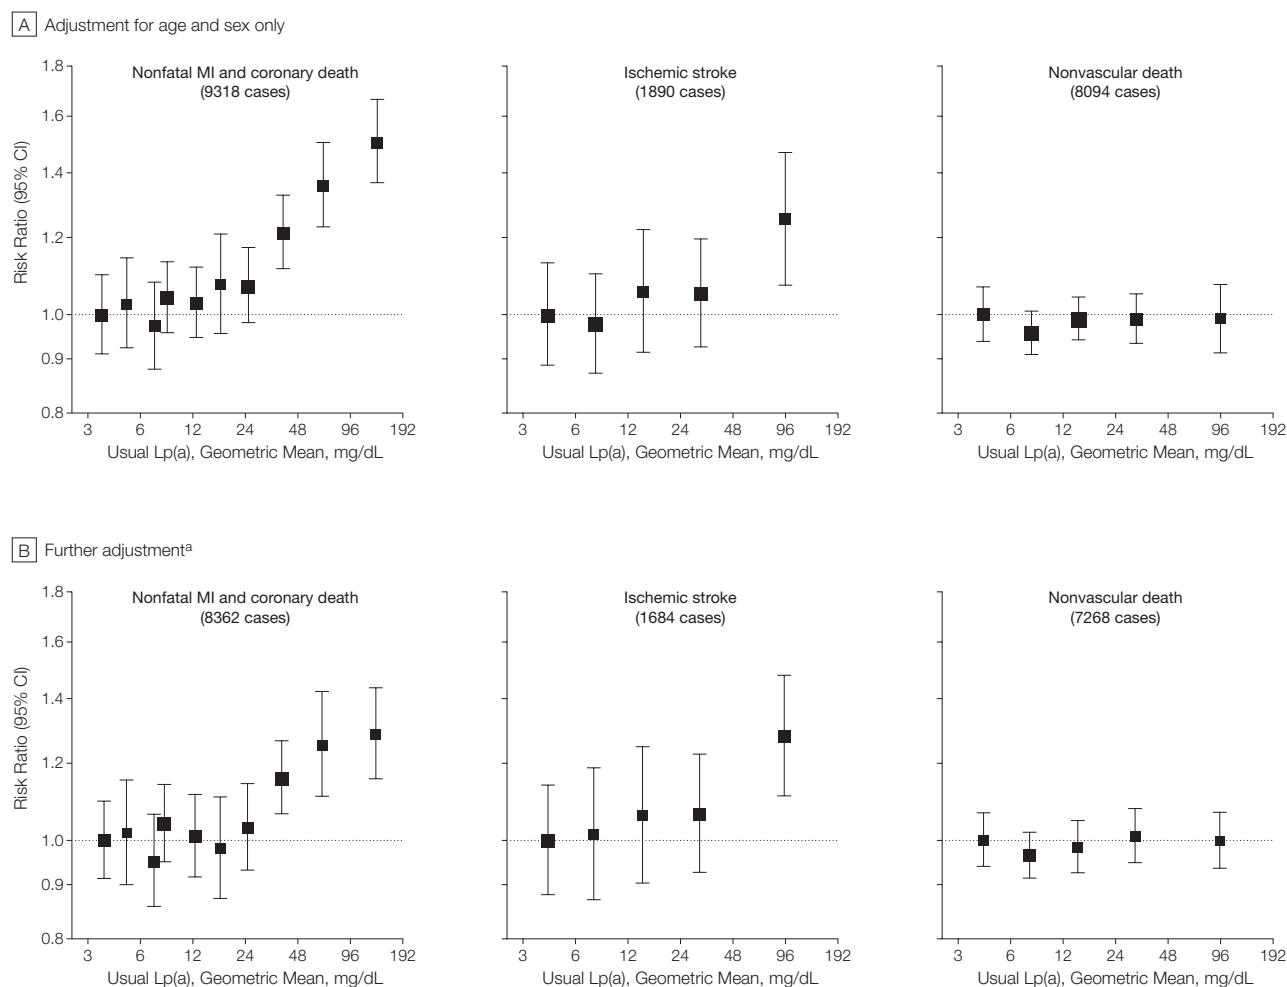 A Adjustment for age and sex only
Nonfatal MI and coronary death
(9318 cases)
1.8
1.6
1.4
1.2
1.0
0.9
0.8
Risk Ratio (95% CI)
3 6 12 24 48 96 192
Usual Lp(a), Geometric Mean, mg/dL
Ischemic stroke
(1890 cases)
3 6 12 24 48 96 192
Usual Lp(a), Geometric Mean, mg/dL
Nonvascular death
(8094 cases)
3 6 12 24 48 96 192
Usual Lp(a), Geometric Mean, mg/dL
B Further adjustmentᵃ
Nonfatal MI and coronary death
(8362 cases)
1.8
1.6
1.4
1.2
1.0
0.9
0.8
Risk Ratio (95% CI)
3 6 12 24 48 96 192
Usual Lp(a), Geometric Mean, mg/dL
Ischemic stroke
(1684 cases)
3 6 12 24 48 96 192
Usual Lp(a), Geometric Mean, mg/dL
Nonvascular death
(7268 cases)
3 6 12 24 48 96 192
Usual Lp(a), Geometric Mean, mg/dL